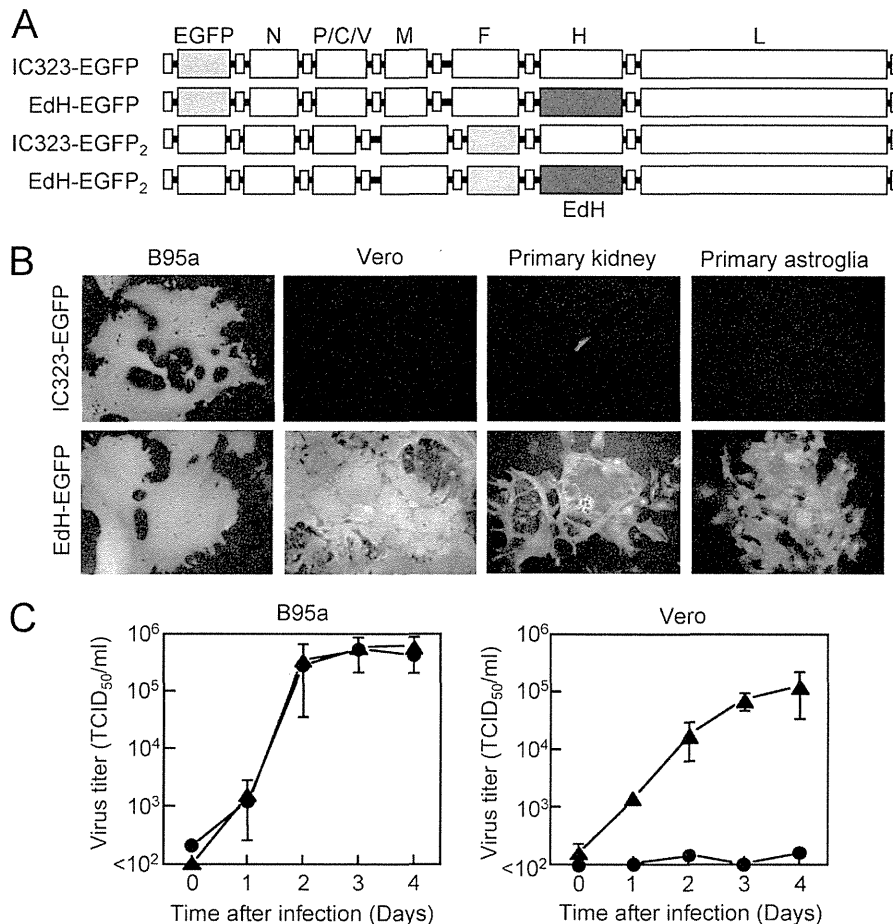 A
EGFP N P/C/V M F H L
IC323-EGFP
EdH-EGFP
IC323-EGFP₂
EdH-EGFP₂
EdH
B
B95a Vero Primary kidney Primary astroglia
IC323-EGFP
EdH-EGFP
C
B95a
Virus titer (TCID₅₀/ml)
10⁶
10⁵
10⁴
10³
<10²
0 1 2 3 4
Time after infection (Days)
Vero
Virus titer (TCID₅₀/ml)
10⁶
10⁵
10⁴
10³
<10²
0 1 2 3 4
Time after infection (Days)